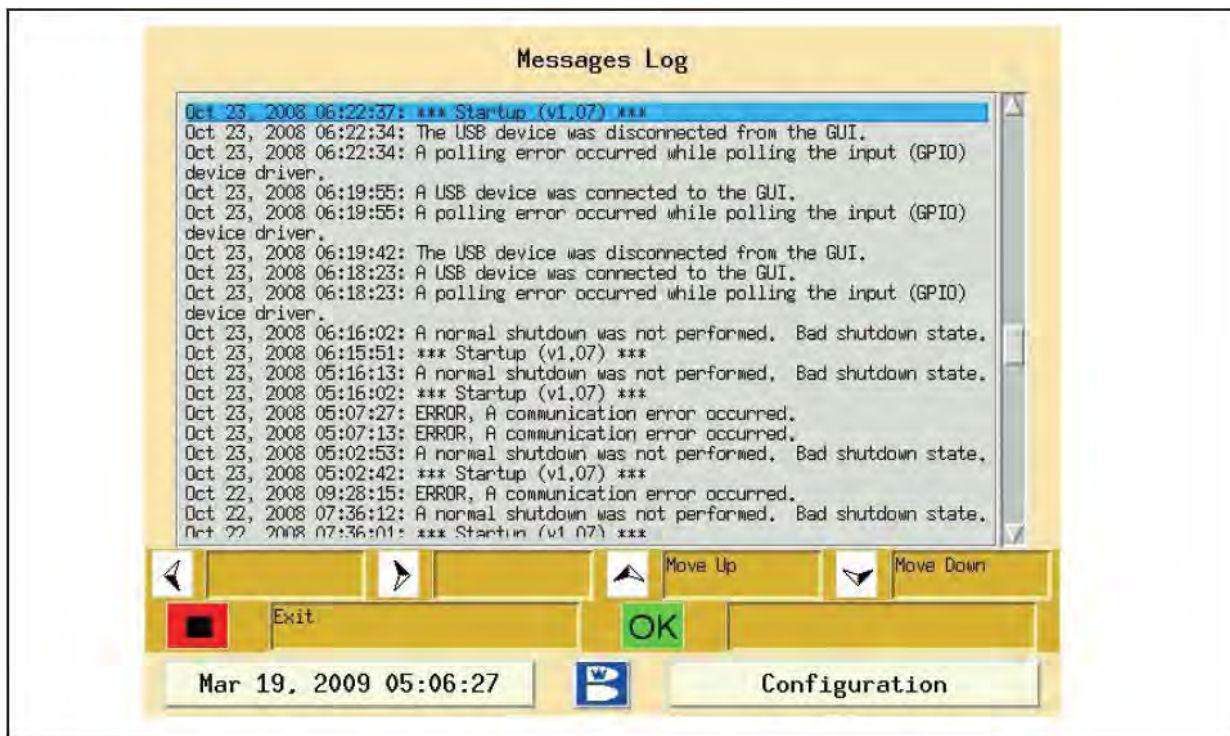 Messages Log
Oct 23, 2008 06:22:37: *** Startup (v1.07) ***
Oct 23, 2008 06:22:34: The USB device was disconnected from the GUI.
Oct 23, 2008 06:22:34: A polling error occurred while polling the input (GPIO)
device driver.
Oct 23, 2008 06:19:55: A USB device was connected to the GUI.
Oct 23, 2008 06:19:55: A polling error occurred while polling the input (GPIO)
device driver.
Oct 23, 2008 06:19:42: The USB device was disconnected from the GUI.
Oct 23, 2008 06:18:23: A USB device was connected to the GUI.
Oct 23, 2008 06:18:23: A polling error occurred while polling the input (GPIO)
device driver.
Oct 23, 2008 06:16:02: A normal shutdown was not performed.  Bad shutdown state.
Oct 23, 2008 06:15:51: *** Startup (v1.07) ***
Oct 23, 2008 05:16:13: A normal shutdown was not performed.  Bad shutdown state.
Oct 23, 2008 05:16:02: *** Startup (v1.07) ***
Oct 23, 2008 05:07:27: ERROR, A communication error occurred.
Oct 23, 2008 05:07:13: ERROR, A communication error occurred.
Oct 23, 2008 05:02:53: A normal shutdown was not performed.  Bad shutdown state.
Oct 23, 2008 05:02:42: *** Startup (v1.07) ***
Oct 22, 2008 09:28:15: ERROR, A communication error occurred.
Oct 22, 2008 07:36:12: A normal shutdown was not performed.  Bad shutdown state.
Oct 22, 2008 07:36:01: *** Startup (v1.07) ***
Move Up
Move Down
Exit
OK
Mar 19, 2009 05:06:27
B
Configuration